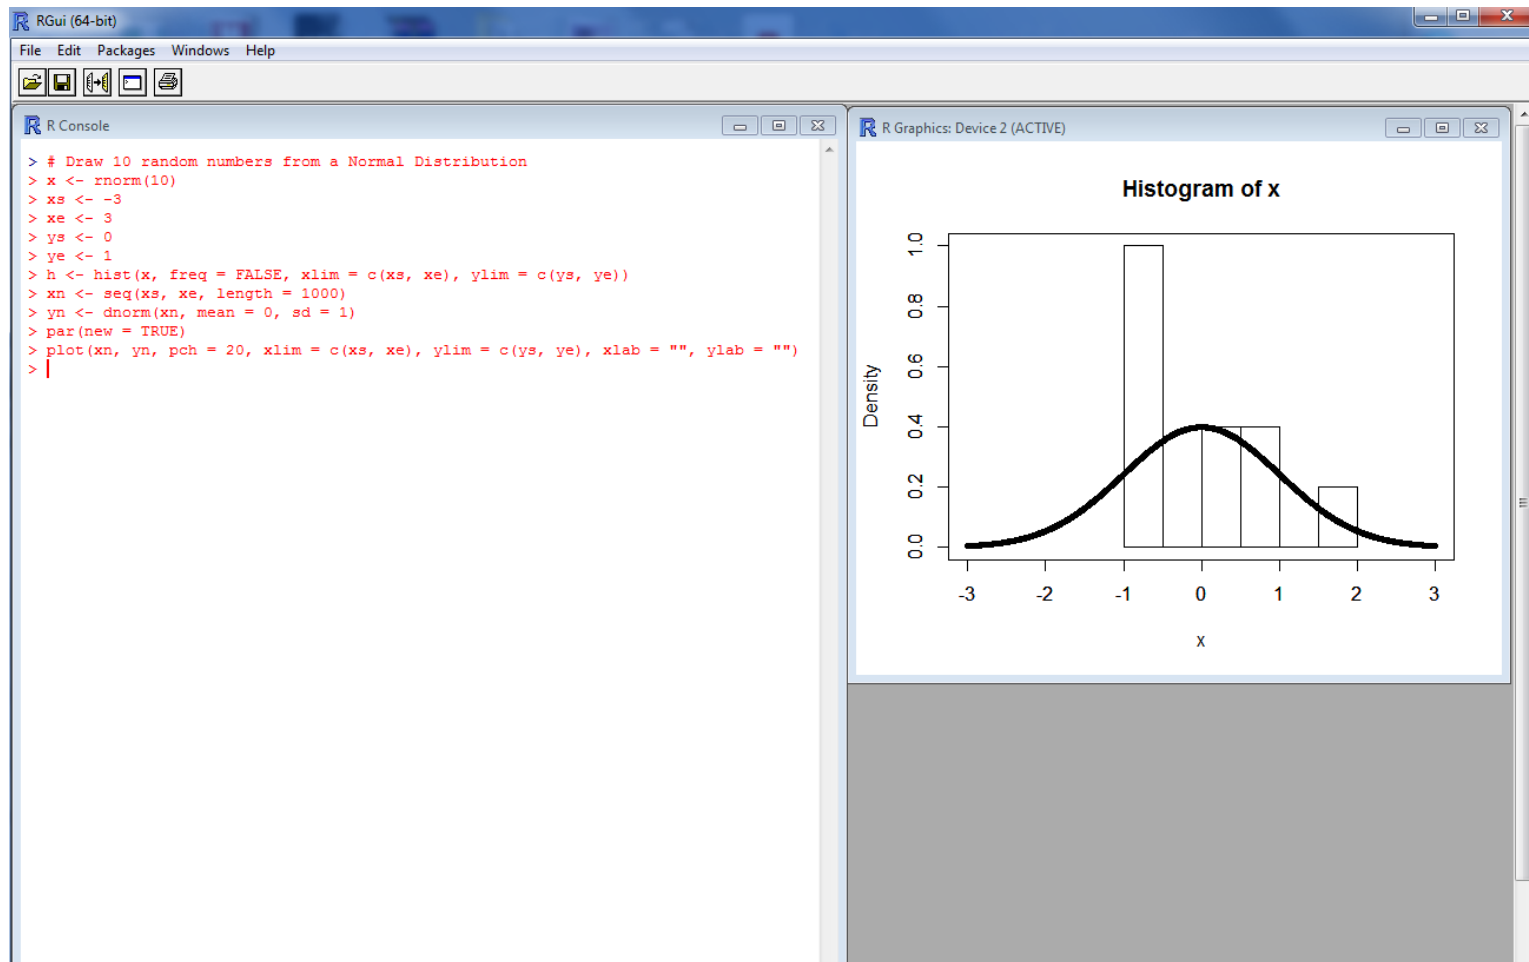 RGui (64-bit)
File Edit Packages Windows Help
R Console
> # Draw 10 random numbers from a Normal Distribution
> x <- rnorm(10)
> xs <- -3
> xe <- 3
> ys <- 0
> ye <- 1
> h <- hist(x, freq = FALSE, xlim = c(xs, xe), ylim = c(ys, ye))
> xn <- seq(xs, xe, length = 1000)
> yn <- dnorm(xn, mean = 0, sd = 1)
> par(new = TRUE)
> plot(xn, yn, pch = 20, xlim = c(xs, xe), ylim = c(ys, ye), xlab = "", ylab = "")
>
R Graphics: Device 2 (ACTIVE)
Histogram of x
Density
1.0
0.8
0.6
0.4
0.2
0.0
-3 -2 -1 0 1 2 3
x